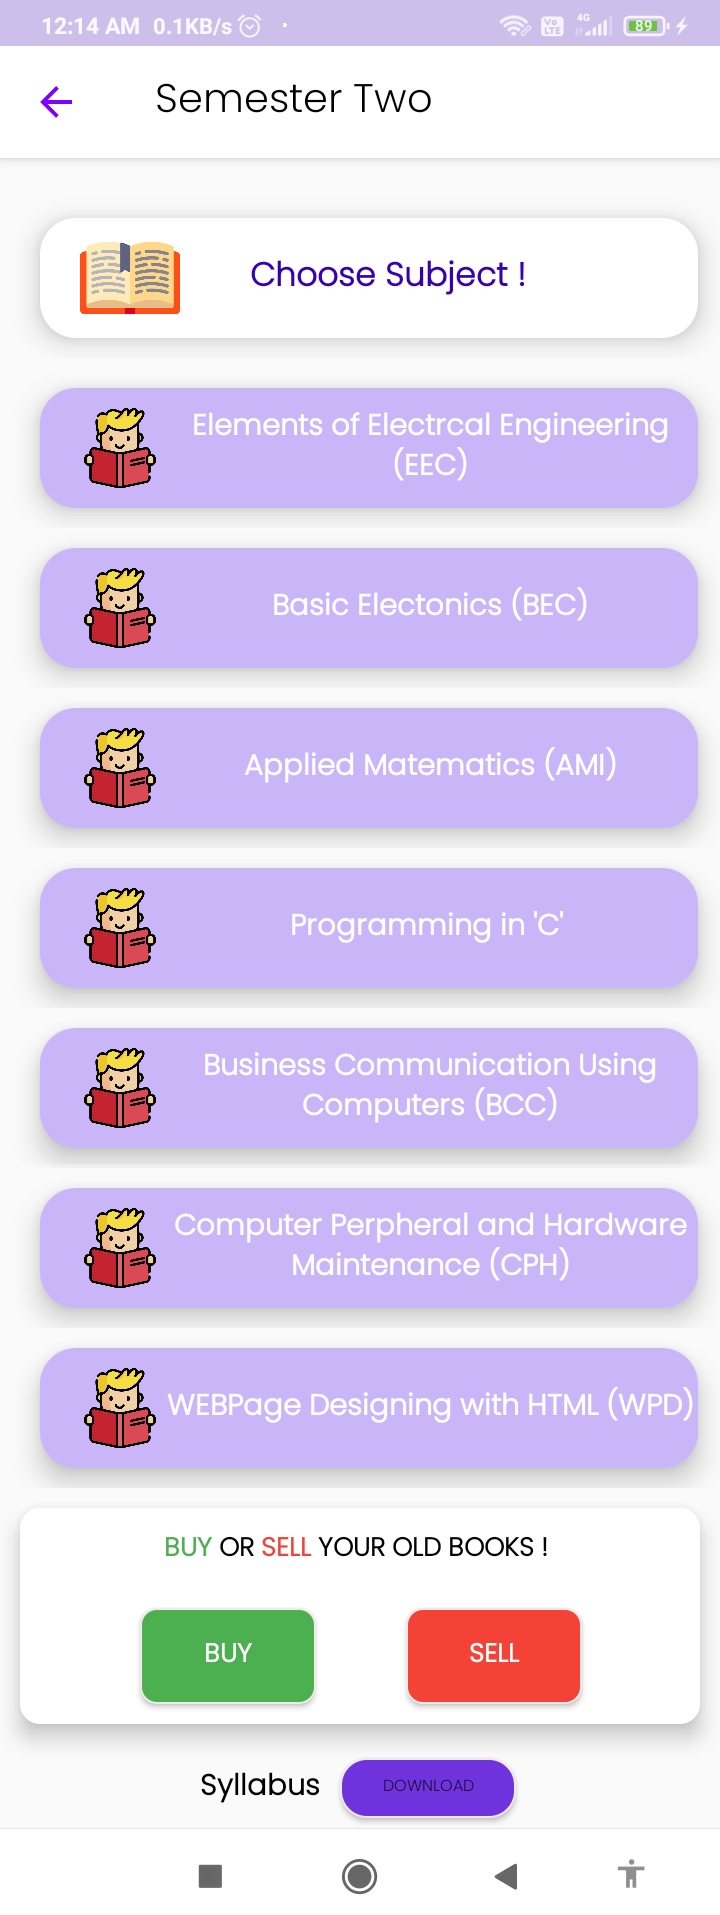 12:14 AM 0.1KB/s
Vo LTE
4G
89
Semester Two
Choose Subject !
Elements of Electrcal Engineering
(EEC)
Basic Electonics (BEC)
Applied Matematics (AMI)
Programming in 'C'
Business Communication Using
Computers (BCC)
Computer Perpheral and Hardware
Maintenance (CPH)
WEBPage Designing with HTML (WPD)
BUY OR SELL YOUR OLD BOOKS !
BUY
SELL
Syllabus
DOWNLOAD